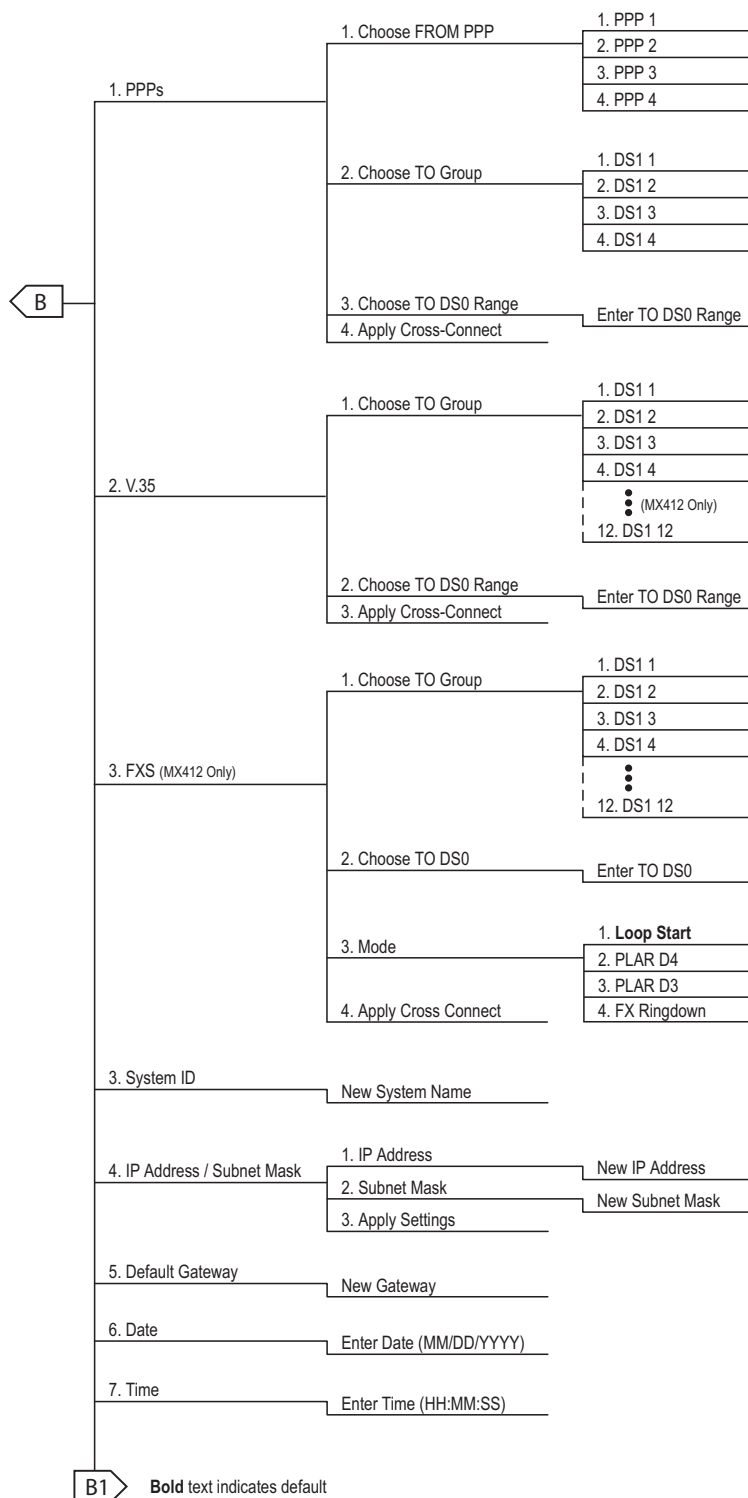 1. PPPs
1. Choose FROM PPP
1. PPP 1
2. PPP 2
3. PPP 3
4. PPP 4
2. Choose TO Group
1. DS1 1
2. DS1 2
3. DS1 3
4. DS1 4
3. Choose TO DS0 Range
Enter TO DS0 Range
4. Apply Cross-Connect
B
2. V.35
1. Choose TO Group
1. DS1 1
2. DS1 2
3. DS1 3
4. DS1 4
(MX412 Only)
12. DS1 12
2. Choose TO DS0 Range
Enter TO DS0 Range
3. Apply Cross-Connect
3. FXS (MX412 Only)
1. Choose TO Group
1. DS1 1
2. DS1 2
3. DS1 3
4. DS1 4
12. DS1 12
2. Choose TO DS0
Enter TO DS0
3. Mode
1. Loop Start
2. PLAR D4
3. PLAR D3
4. FX Ringdown
4. Apply Cross Connect
3. System ID
New System Name
4. IP Address / Subnet Mask
1. IP Address
New IP Address
2. Subnet Mask
New Subnet Mask
3. Apply Settings
5. Default Gateway
New Gateway
6. Date
Enter Date (MM/DD/YYYY)
7. Time
Enter Time (HH:MM:SS)
B1
Bold text indicates default